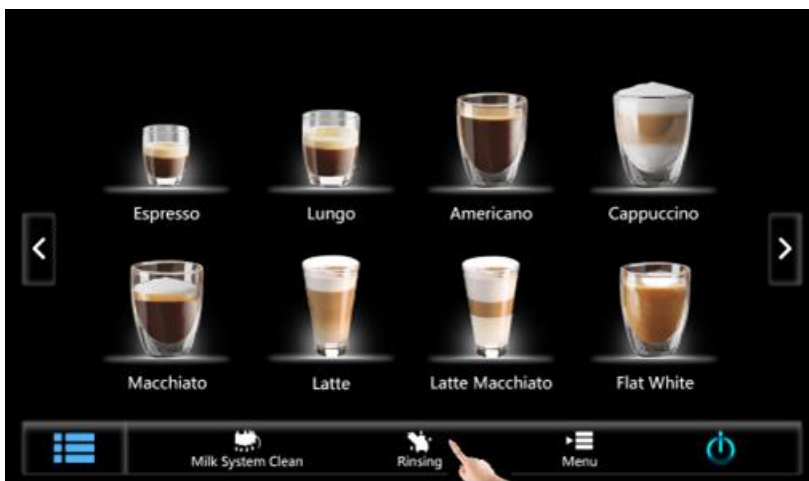 Espresso Lungo Americano Cappuccino
Macchiato Latte Latte Macchiato Flat White
Milk System Clean Rinsing Menu